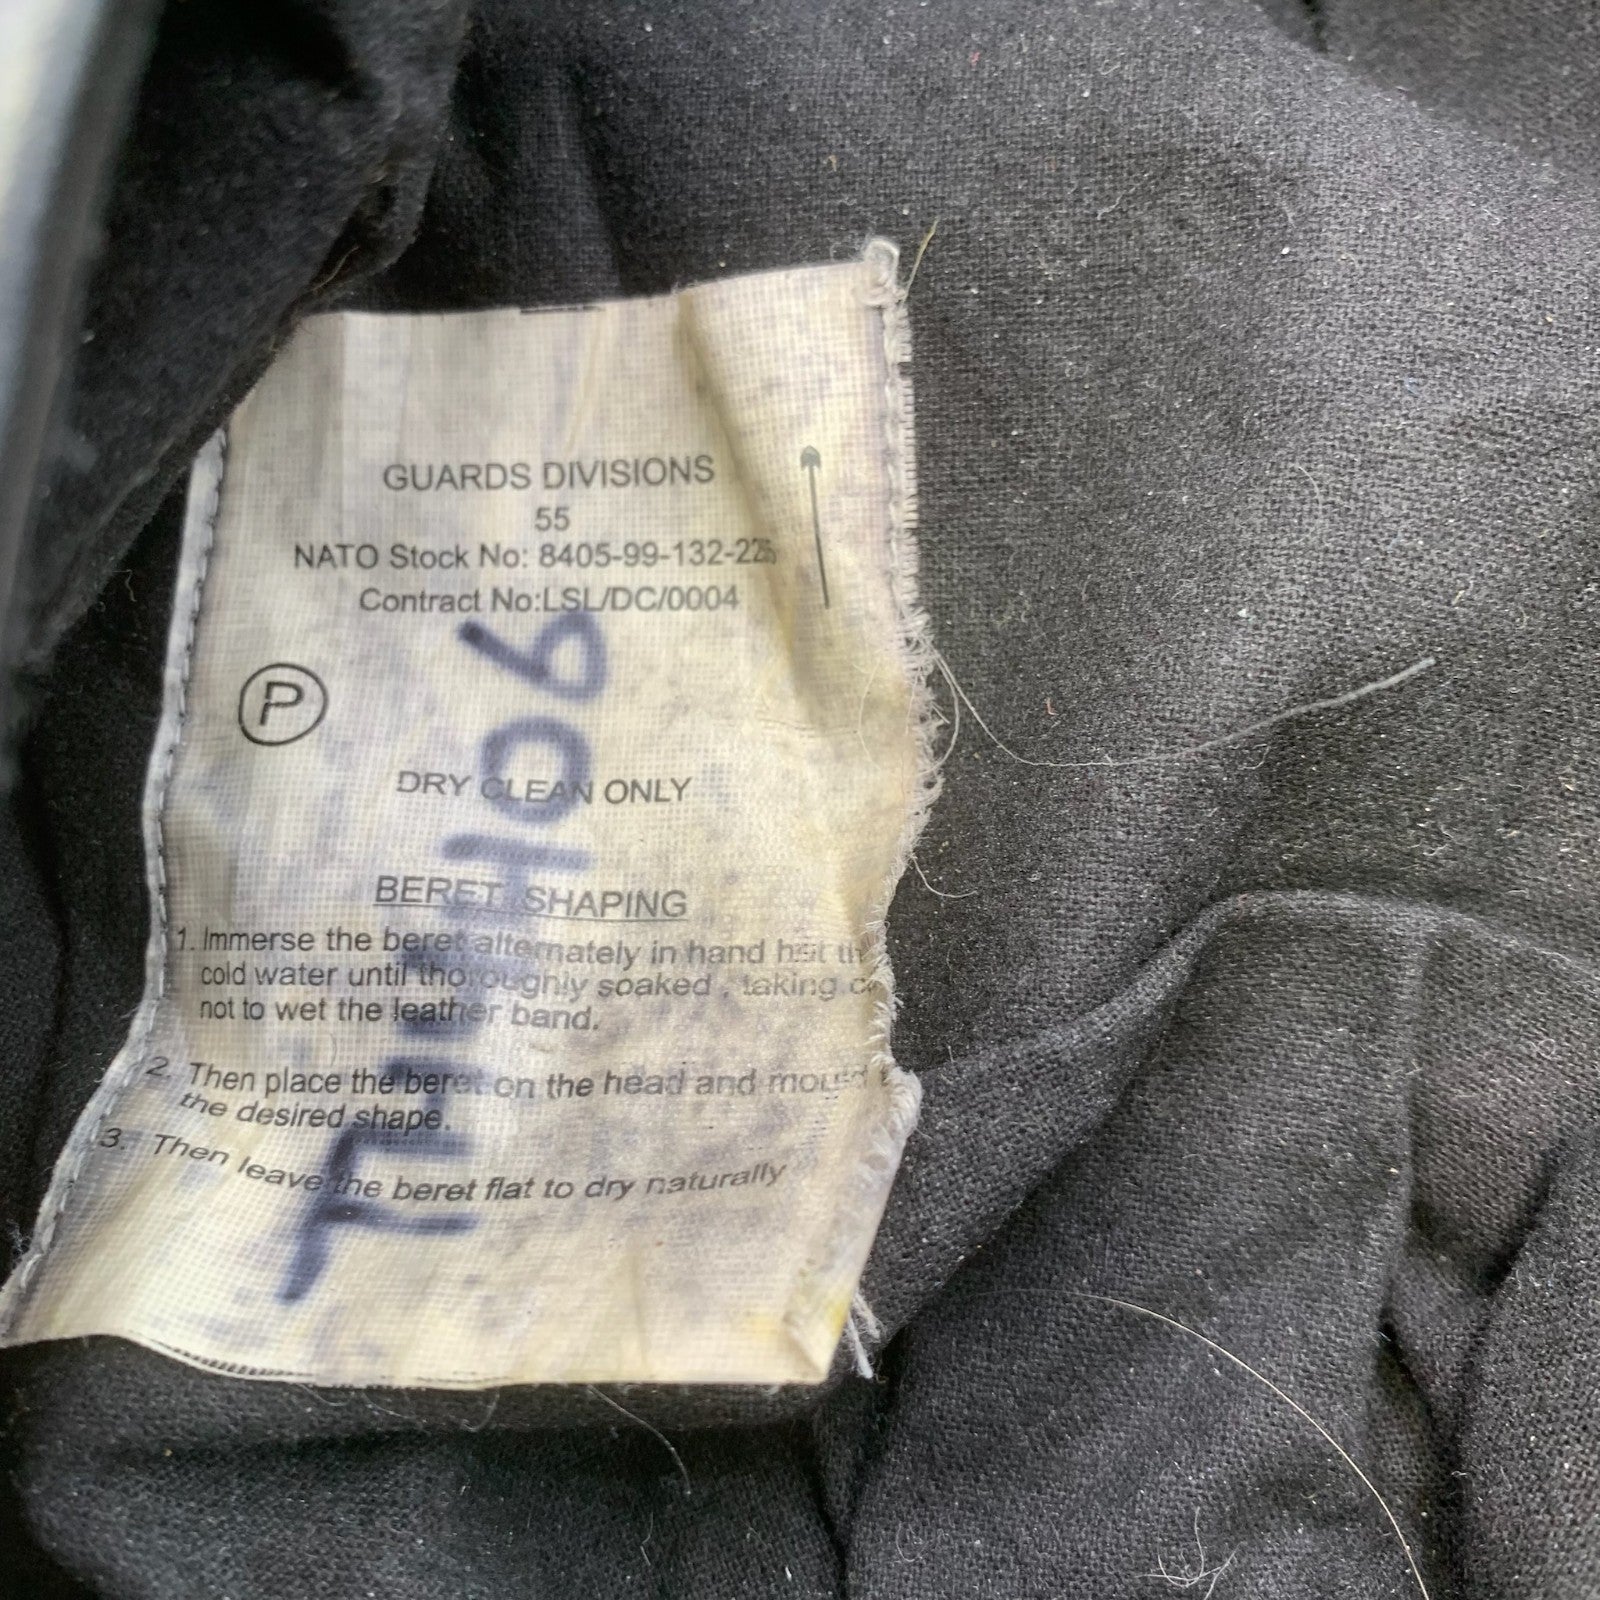 GUARDS DIVISIONS
55
NATO Stock No: 8405-99-132-225
Contract No:LSL/DC/0004
P
DRY CLEAN ONLY
BERET SHAPING
1. Immerse the beret alternately in hand hot
cold water until thoroughly soaked , taking
not to wet the leather band.
2. Then place the beret on the head and mould
the desired shape.
3. Then leave the beret flat to dry naturally